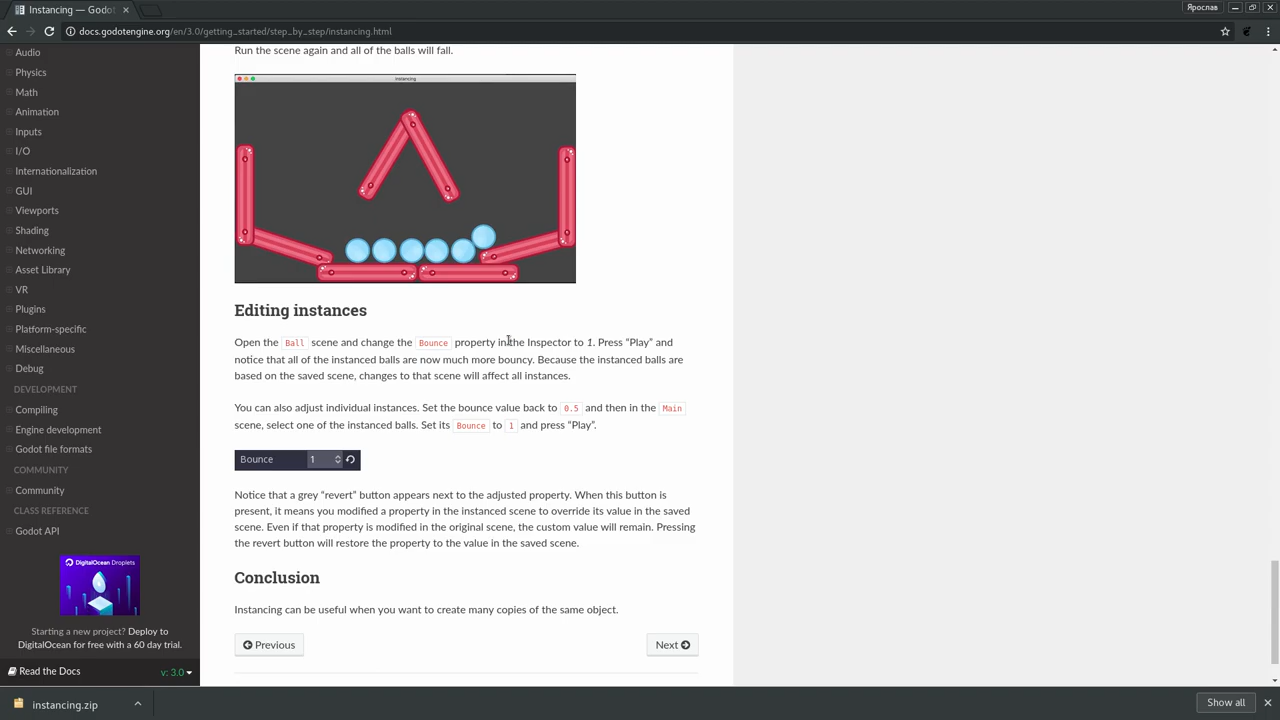 Instancing — Godot
Ярослав
docs.godotengine.org/en/3.0/getting_started/step_by_step/instancing.html
Audio
Physics
Math
Animation
Inputs
I/O
Internationalization
GUI
Viewports
Shading
Networking
Asset Library
VR
Plugins
Platform-specific
Miscellaneous
Debug
DEVELOPMENT
Compiling
Engine development
Godot file formats
COMMUNITY
Community
CLASS REFERENCE
Godot API
DigitalOcean Droplets
Starting a new project? Deploy to
DigitalOcean for free with a 60 day trial.
Read the Docs
v: 3.0
Run the scene again and all of the balls will fall.
Instancing
Editing instances
Open the Ball scene and change the Bounce property in the Inspector to 1. Press “Play” and
notice that all of the instanced balls are now much more bouncy. Because the instanced balls are
based on the saved scene, changes to that scene will affect all instances.
You can also adjust individual instances. Set the bounce value back to 0.5 and then in the Main
scene, select one of the instanced balls. Set its Bounce to 1 and press “Play”.
Bounce 1
Notice that a grey “revert” button appears next to the adjusted property. When this button is
present, it means you modified a property in the instanced scene to override its value in the saved
scene. Even if that property is modified in the original scene, the custom value will remain. Pressing
the revert button will restore the property to the value in the saved scene.
Conclusion
Instancing can be useful when you want to create many copies of the same object.
Previous
Next
instancing.zip
Show all